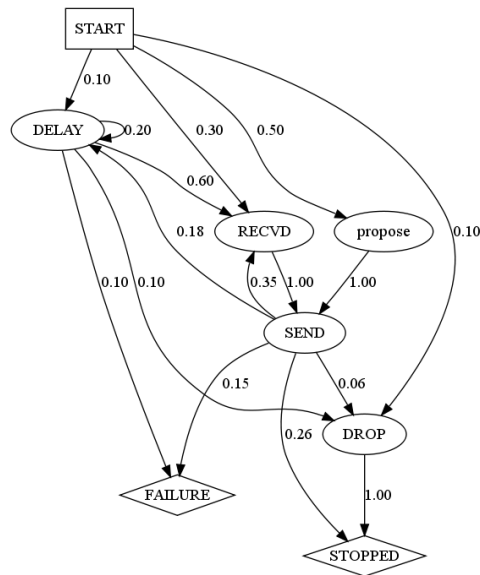 START
0.10
DELAY
0.20
0.30
0.50
0.60
RECVD
propose
0.18
0.10
0.10
0.10
0.35
1.00
1.00
SEND
0.15
0.06
0.26
DROP
1.00
FAILURE
STOPPED